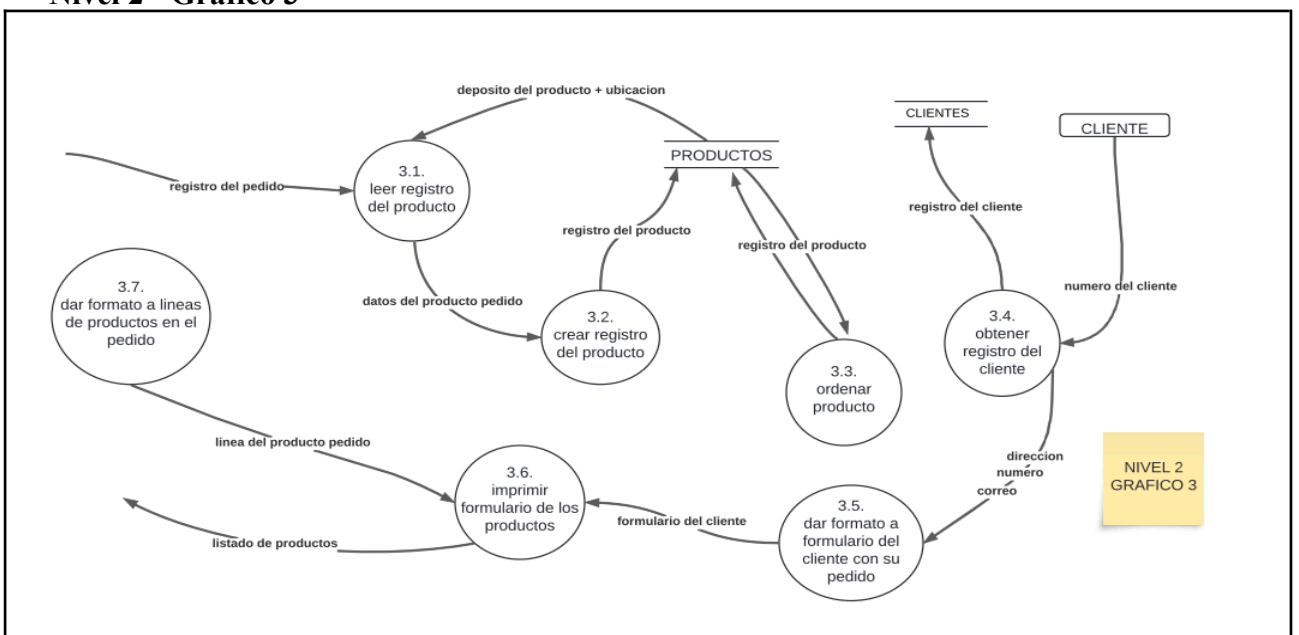 Nivel 2 - Grafico 3
deposito del producto + ubicacion
CLIENTES
CLIENTE
PRODUCTOS
3.1.
leer registro
del producto
registro del pedido
registro del cliente
registro del producto
registro del producto
3.7.
dar formato a lineas
de productos en el
pedido
datos del producto pedido
numero del cliente
3.2.
crear registro
del producto
3.4.
obtener
registro del
cliente
3.3.
ordenar
producto
linea del producto pedido
direccion
numero
correo
NIVEL 2
GRAFICO 3
3.6.
imprimir
formulario de los
productos
3.5.
dar formato a
formulario del
cliente con su
pedido
formulario del cliente
listado de productos